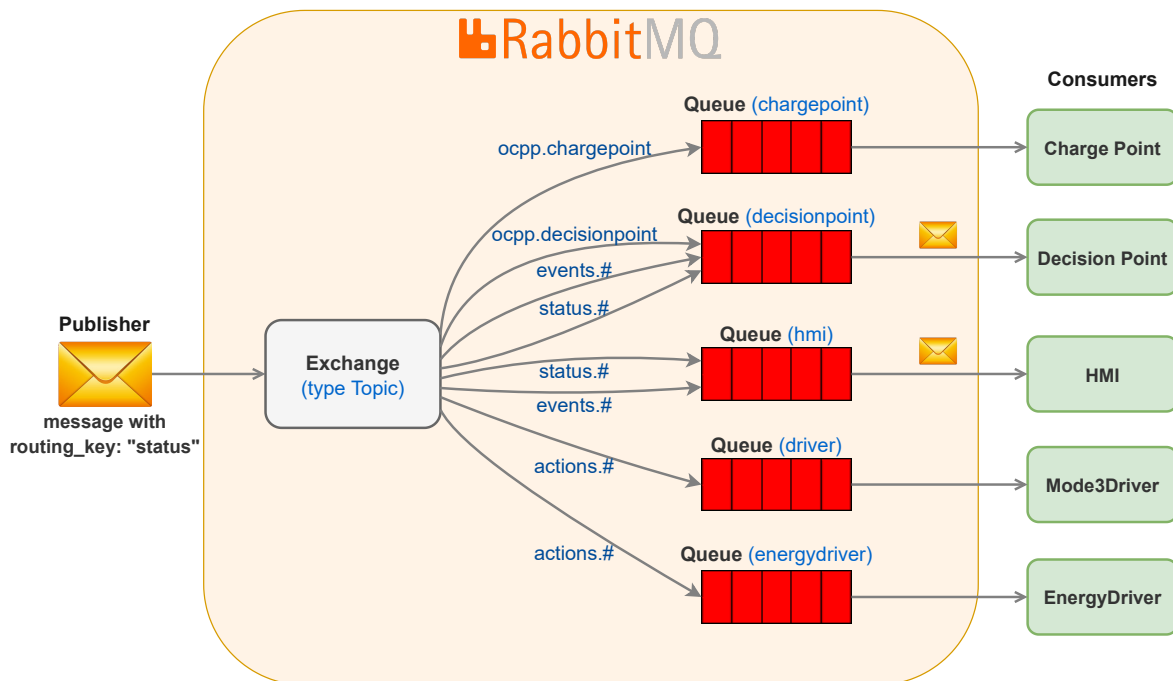 RabbitMQ
Consumers
Queue (chargepoint)
ocpp.chargepoint
Charge Point
Queue (decisionpoint)
ocpp.decisionpoint
events.#
status.#
Decision Point
Publisher
message with
routing_key: "status"
Exchange
(type Topic)
Queue (hmi)
status.#
events.#
HMI
Queue (driver)
actions.#
Mode3Driver
Queue (energydriver)
actions.#
EnergyDriver